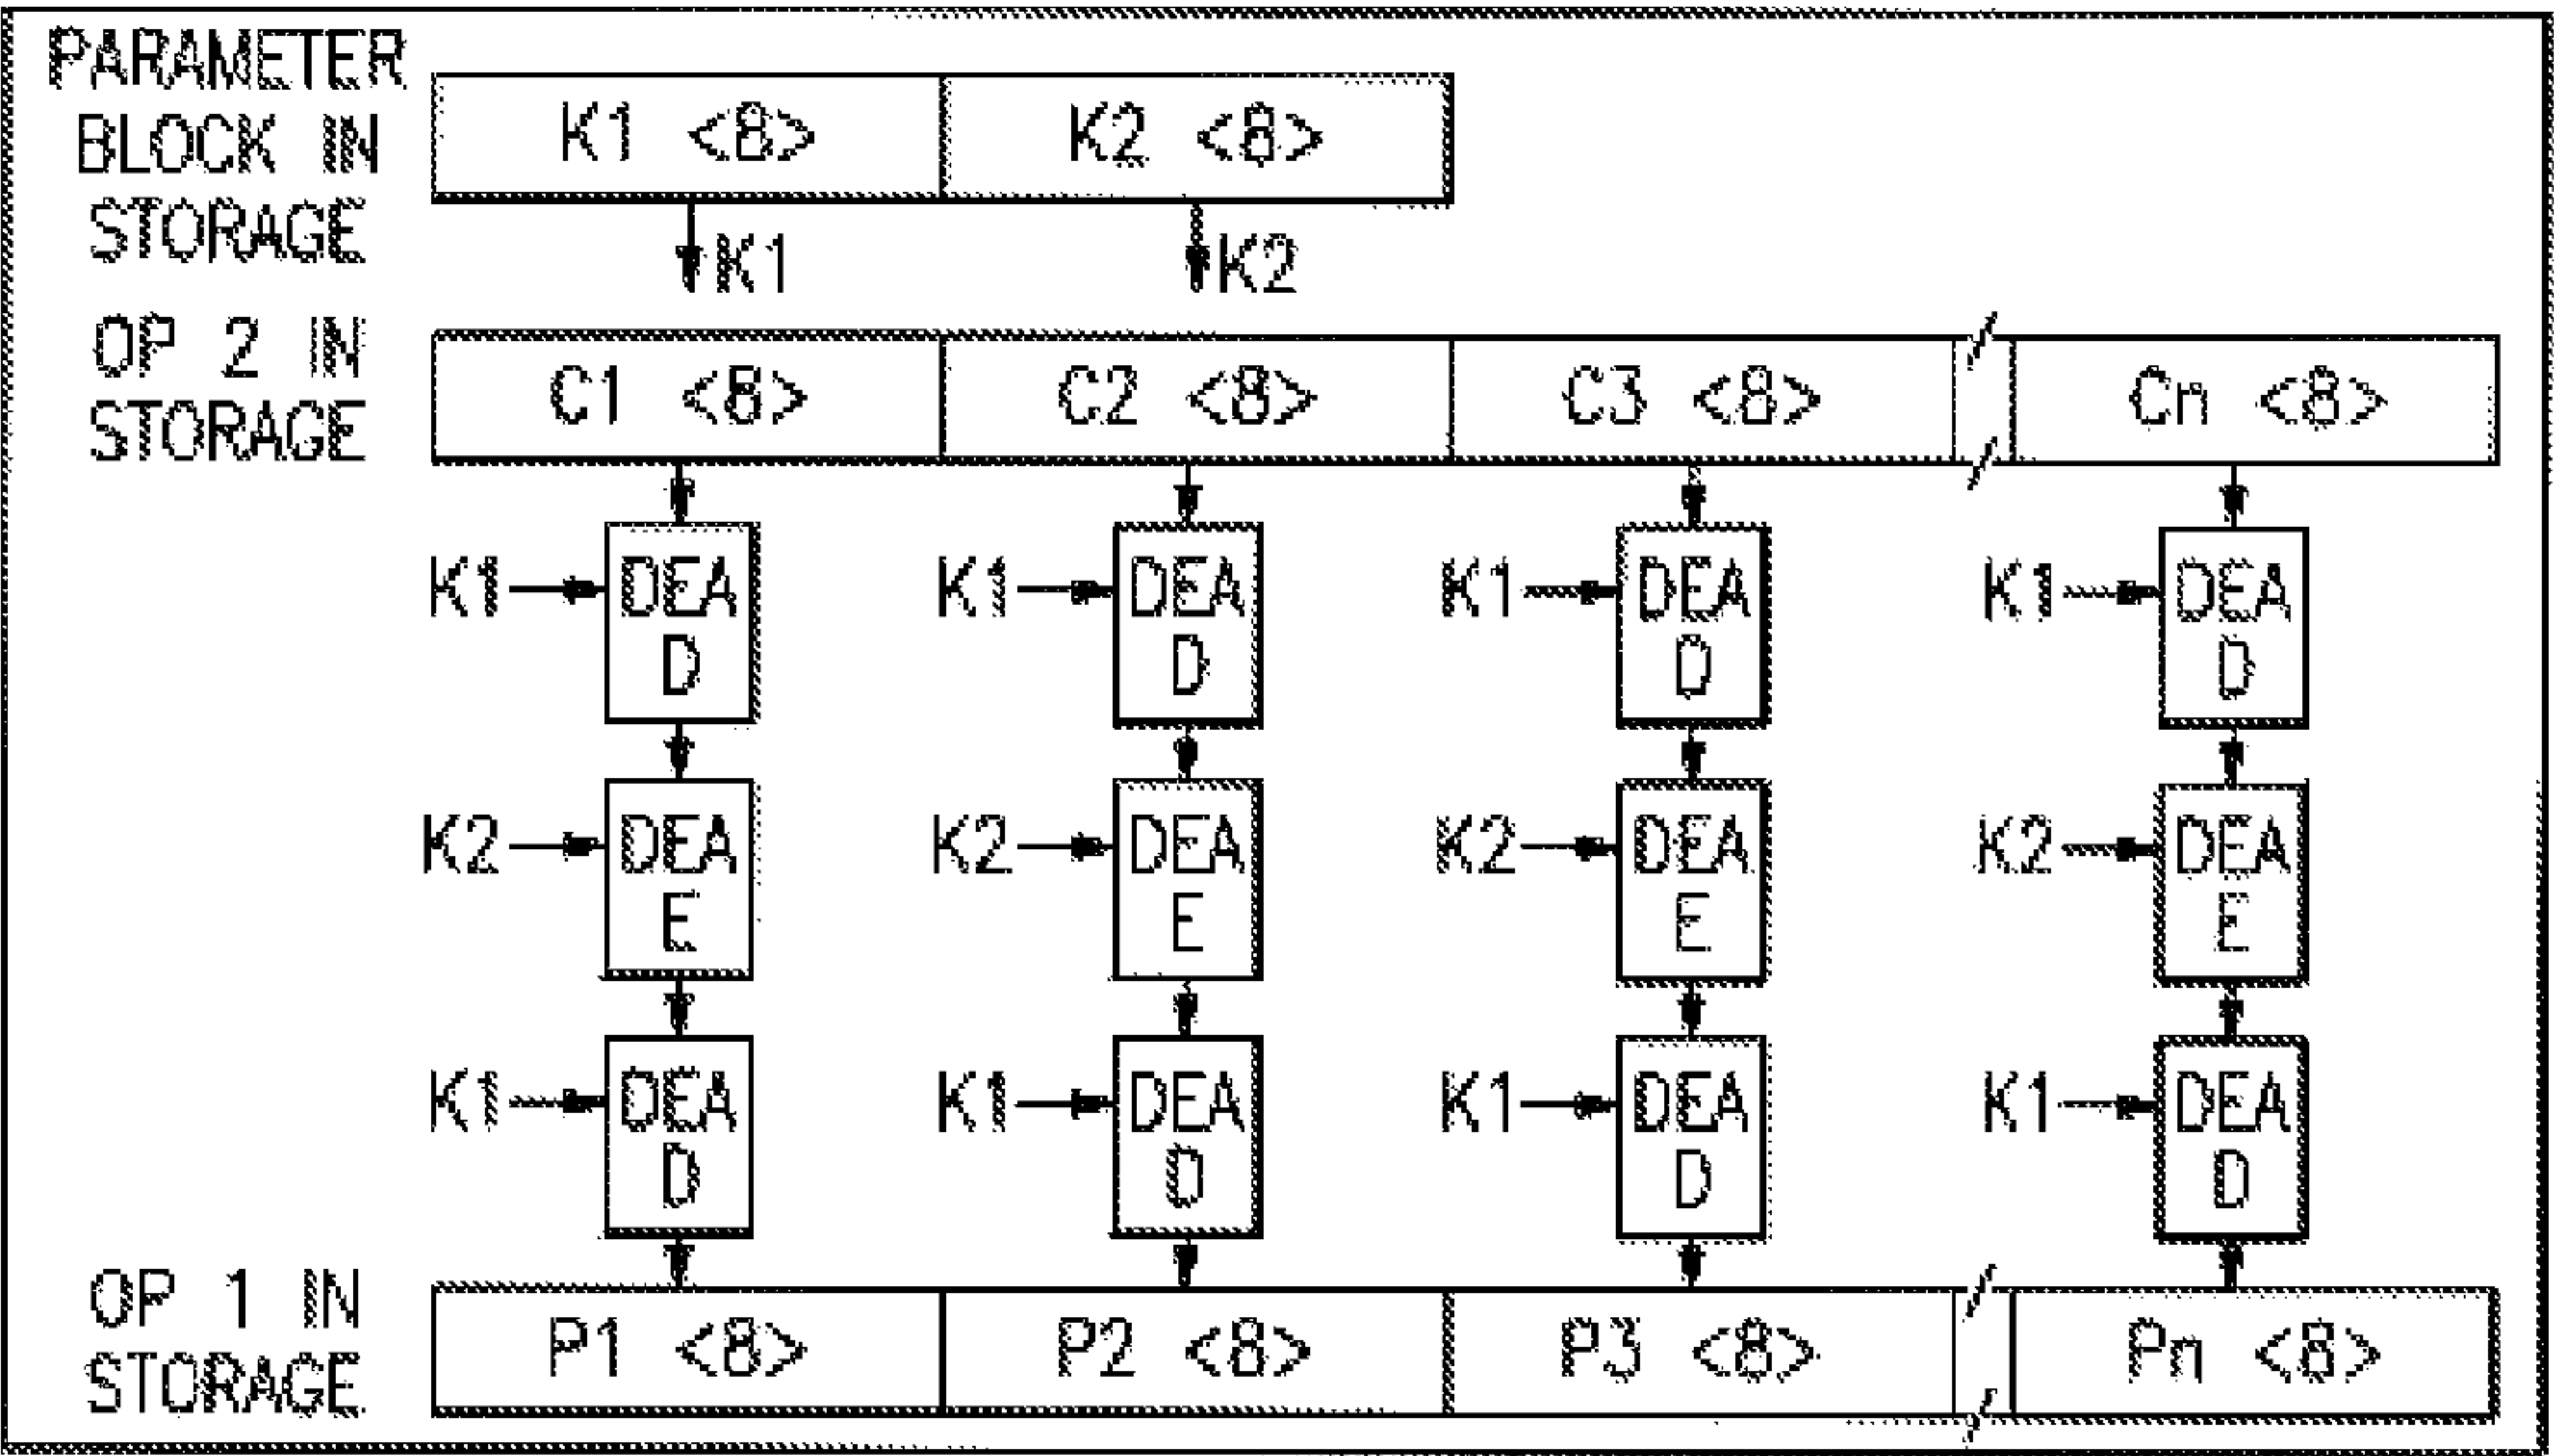 PARAMETER
BLOCK IN
STORAGE
K1 <8> K2 <8>
K1 K2
OP 2 IN
STORAGE
C1 <8> C2 <8> C3 <8> Cn <8>
K1 DEA K1 DEA K1 DEA K1 DEA
D D D D
K2 DEA K2 DEA K2 DEA K2 DEA
E E E E
K1 DEA K1 DEA K1 DEA K1 DEA
D D D D
OP 1 IN
STORAGE
P1 <8> P2 <8> P3 <8> Pn <8>